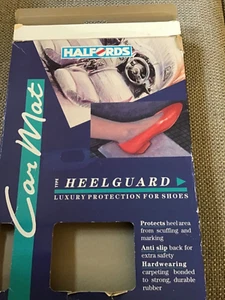 HALFORDS
Car Mat
THE HEELGUARD
LUXURY PROTECTION FOR SHOES
Protects heel area
from scuffing and
marking
Anti slip back for
extra safety
Hardwearing
carpeting bonded
to strong, durable
rubber